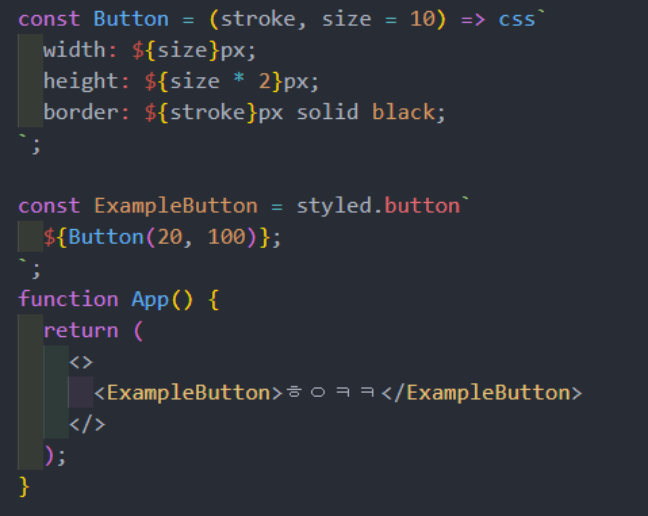 const Button = (stroke, size = 10) => css`
  width: ${size}px;
  height: ${size * 2}px;
  border: ${stroke}px solid black;
`;

const ExampleButton = styled.button`
  ${Button(20, 100)};
`;
function App() {
  return (
    <>
      <ExampleButton>ㅎㅇㅋㅋ</ExampleButton>
    </>
  );
}